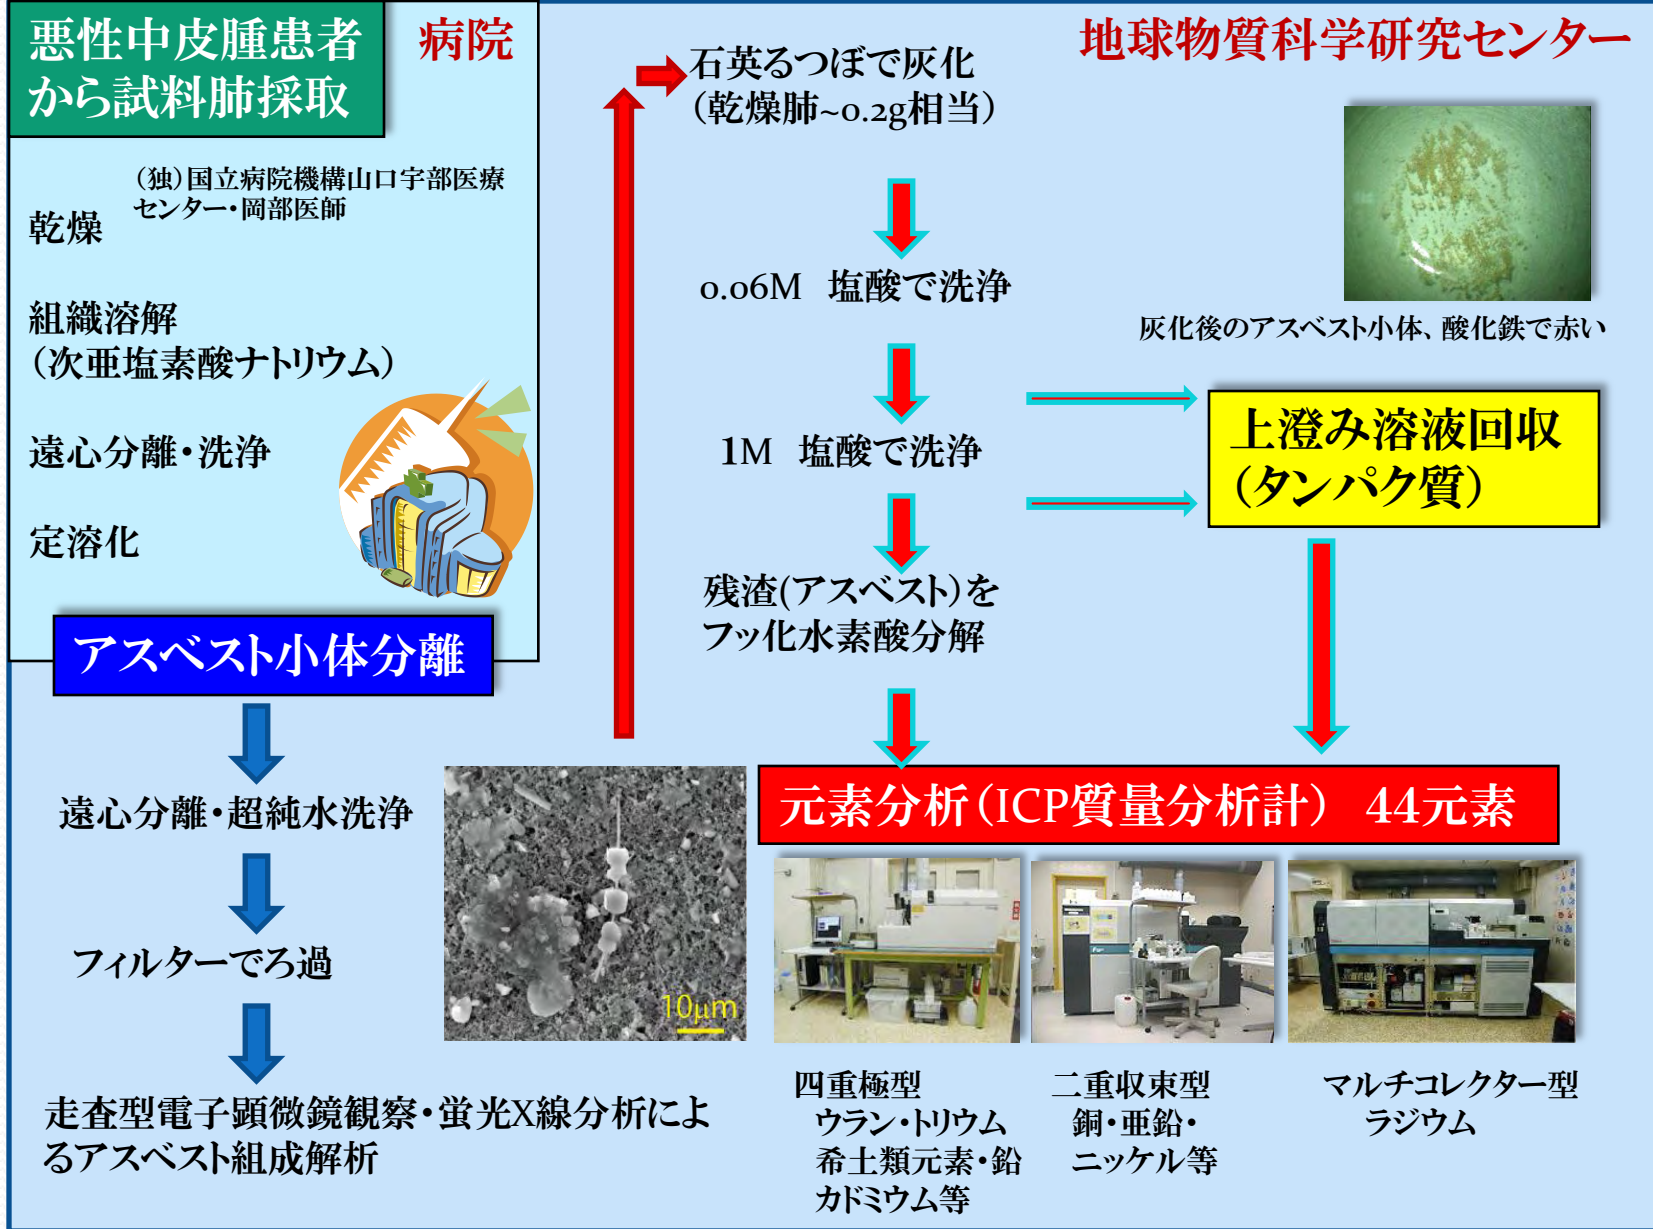 悪性中皮腫患者
から試料肺採取
病院
(独)国立病院機構山口宇部医療
センター・岡部医師
乾燥
組織溶解
(次亜塩素酸ナトリウム)
遠心分離・洗浄
定溶化
アスベスト小体分離
遠心分離・超純水洗浄
フィルターでろ過
走査型電子顕微鏡観察・蛍光X線分析によ
るアスベスト組成解析
10μm
地球物質科学研究センター
石英るつぼで灰化
(乾燥肺~0.2g相当)
0.06M 塩酸で洗浄
1M 塩酸で洗浄
残渣(アスベスト)を
フッ化水素酸分解
灰化後のアスベスト小体、酸化鉄で赤い
上澄み溶液回収
(タンパク質)
元素分析(ICP質量分析計) 44元素
四重極型
ウラン・トリウム
希土類元素・鉛
カドミウム等
二重収束型
銅・亜鉛・
ニッケル等
マルチコレクター型
ラジウム